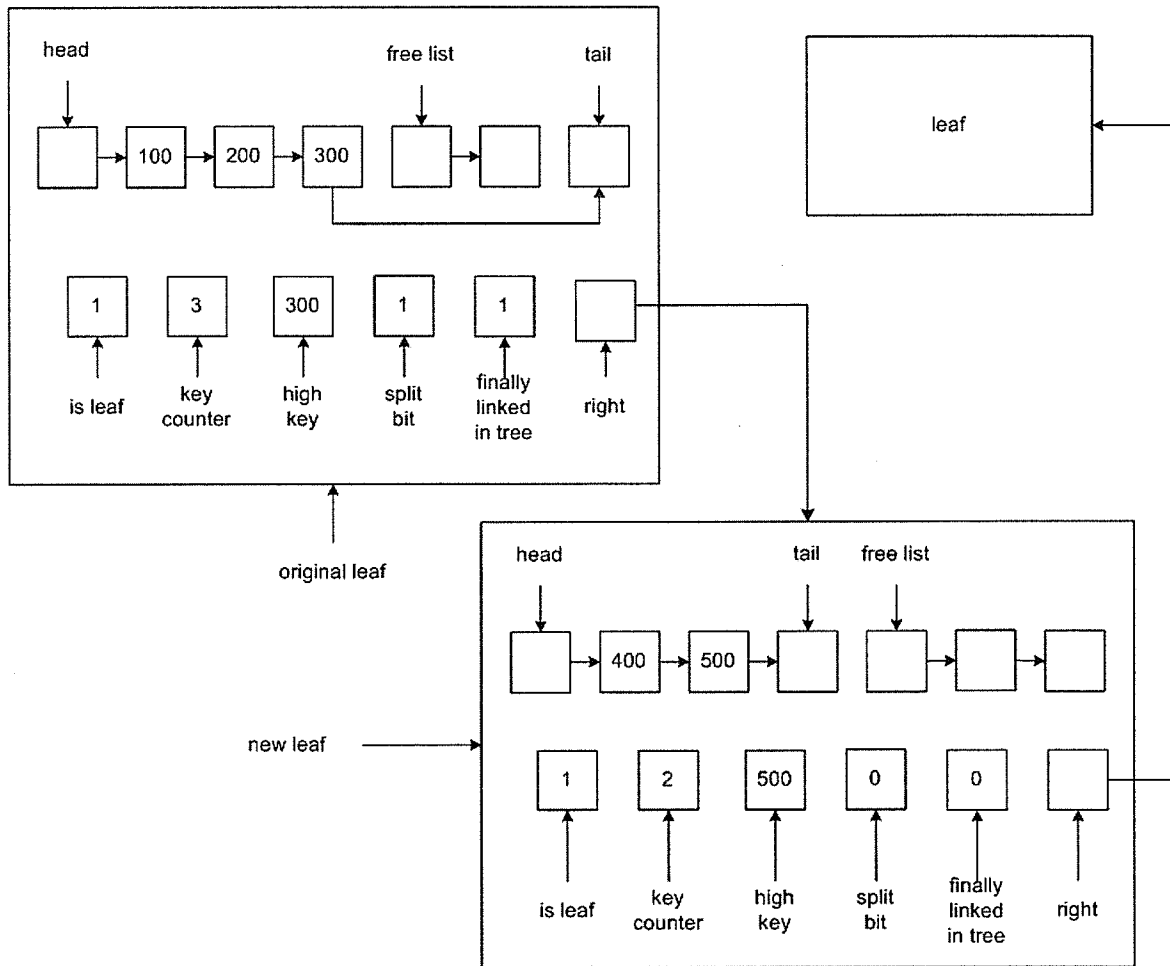 head
free list
tail
leaf
100
200
300
1
3
300
1
1
is leaf
key
counter
high
key
split
bit
finally
linked
in tree
right
original leaf
head
tail
free list
400
500
new leaf
1
2
500
0
0
is leaf
key
counter
high
key
split
bit
finally
linked
in tree
right